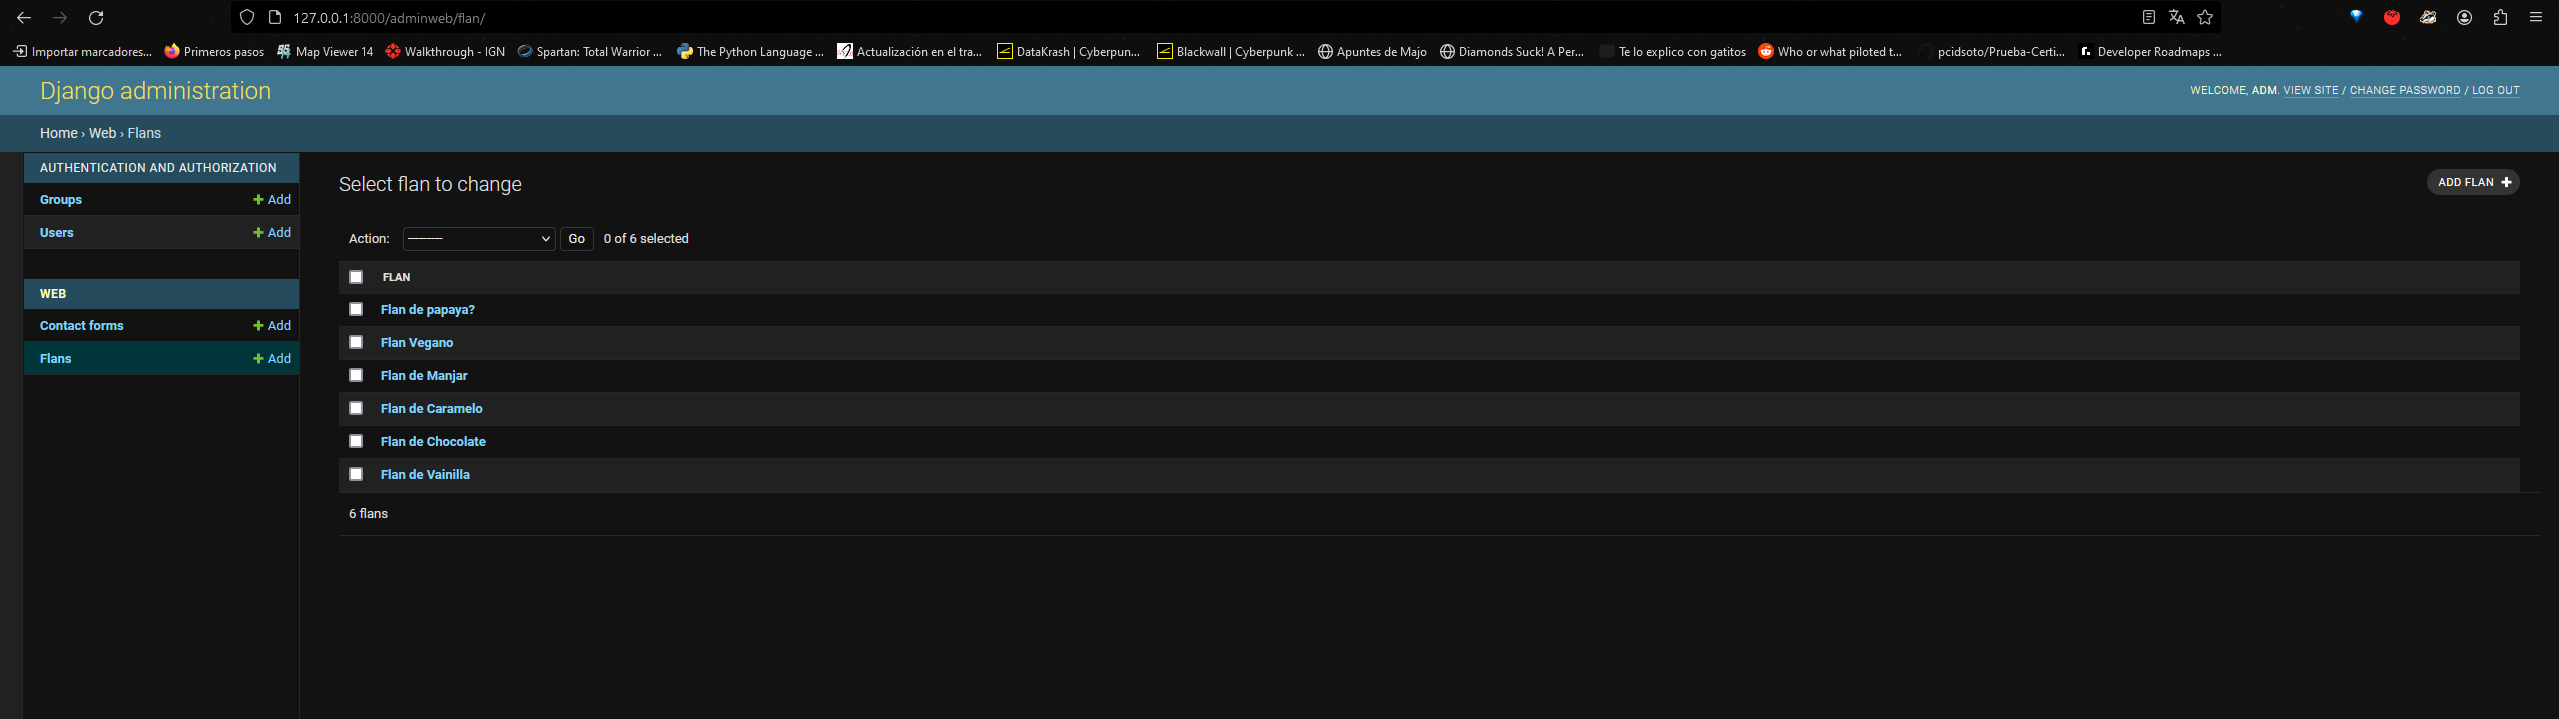 127.0.0.1:8000/adminweb/flan/
Importar marcadores... Primeros pasos Map Viewer 14 Walkthrough - IGN Spartan: Total Warrior ... The Python Language ... Actualización en el tra... DataKrash | Cyberpun... Blackwall | Cyberpunk ... Apuntes de Majo Diamonds Suck! A Per... Te lo explico con gatitos Who or what piloted t... pcidsoto/Prueba-Certi... Developer Roadmaps ...
Django administration
WELCOME, ADM. VIEW SITE / CHANGE PASSWORD / LOG OUT
Home › Web › Flans
AUTHENTICATION AND AUTHORIZATION
Groups Add
Users Add
WEB
Contact forms Add
Flans Add
Select flan to change
ADD FLAN
Action: --------- Go 0 of 6 selected
FLAN
Flan de papaya?
Flan Vegano
Flan de Manjar
Flan de Caramelo
Flan de Chocolate
Flan de Vainilla
6 flans